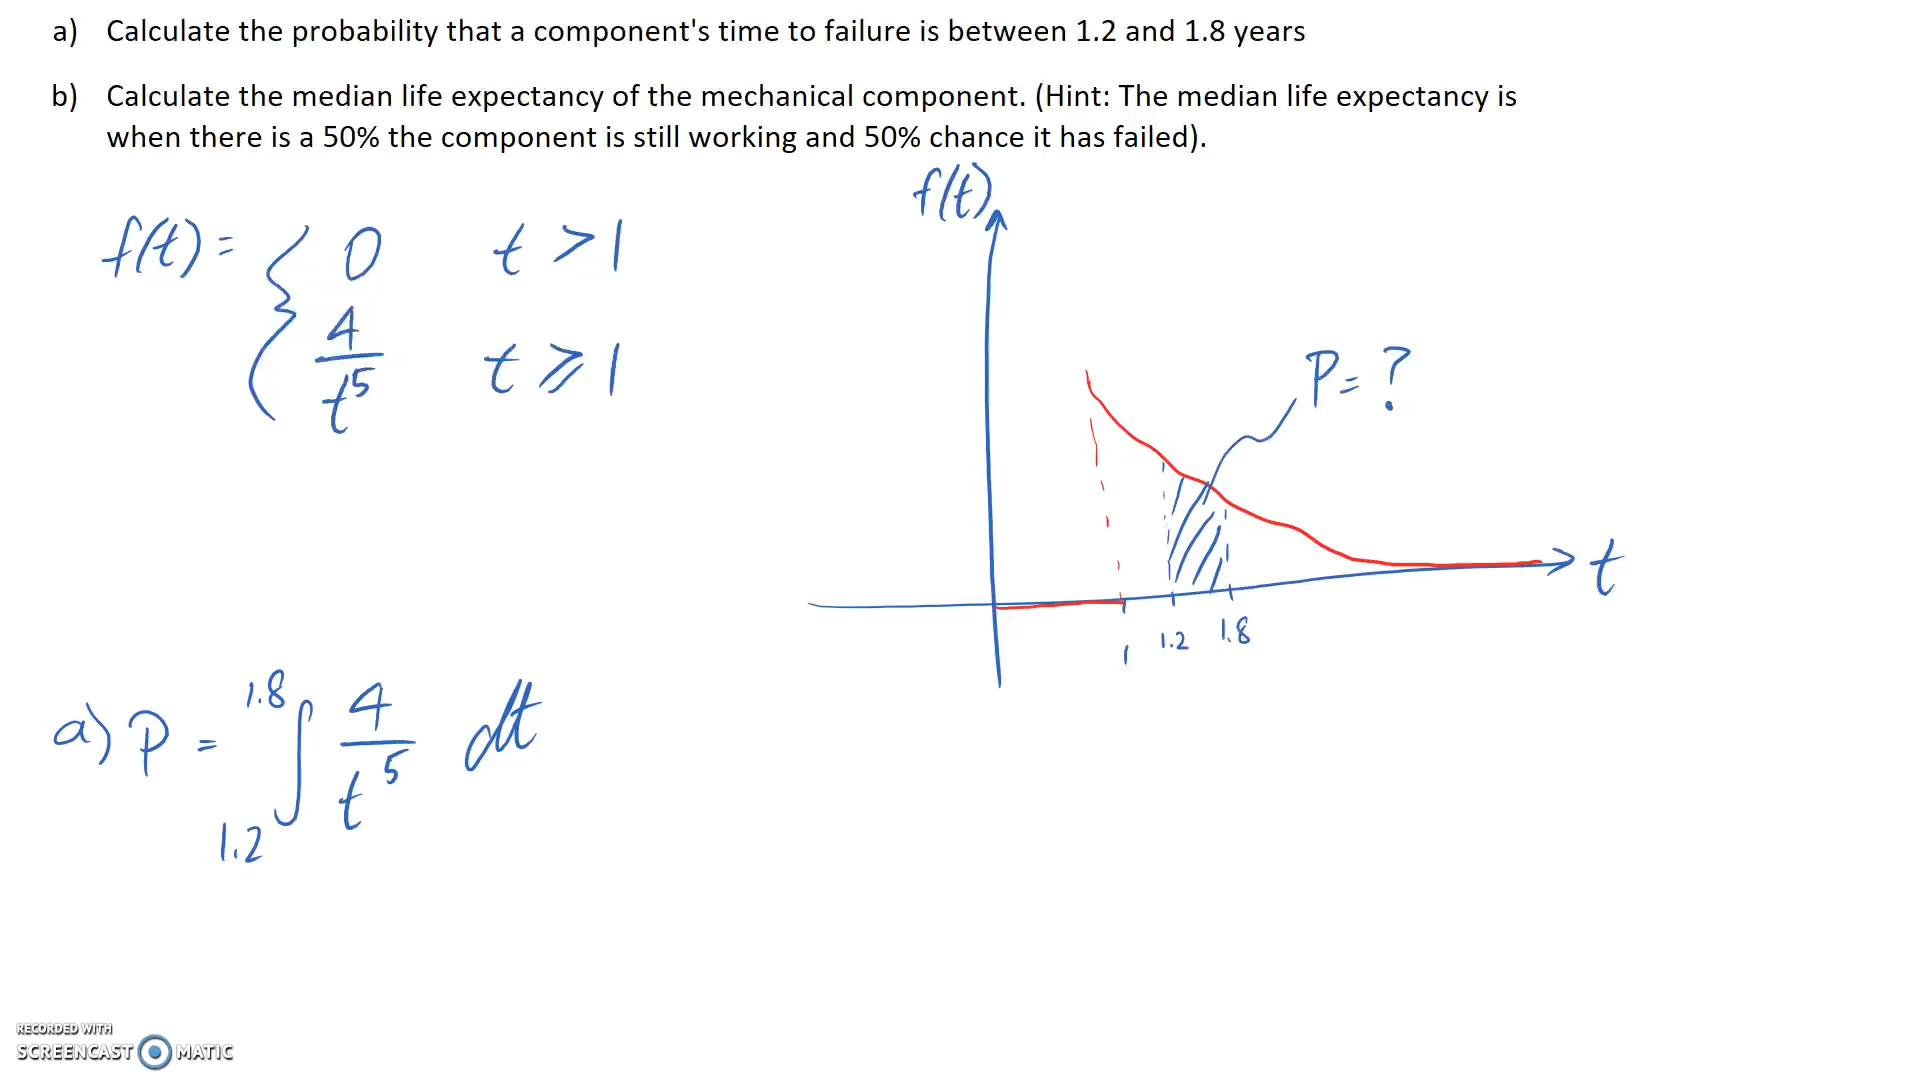 a) Calculate the probability that a component's time to failure is between 1.2 and 1.8 years
b) Calculate the median life expectancy of the mechanical component. (Hint: The median life expectancy is
when there is a 50% the component is still working and 50% chance it has failed).
f(t)
f(t) = { 0 t > 1
4/t^5 t ⩾ 1
P = ?
t
1 1.2 1.8
a) P = ∫_{1.2}^{1.8} 4/t^5 dt
RECORDED WITH
SCREENCAST MATIC